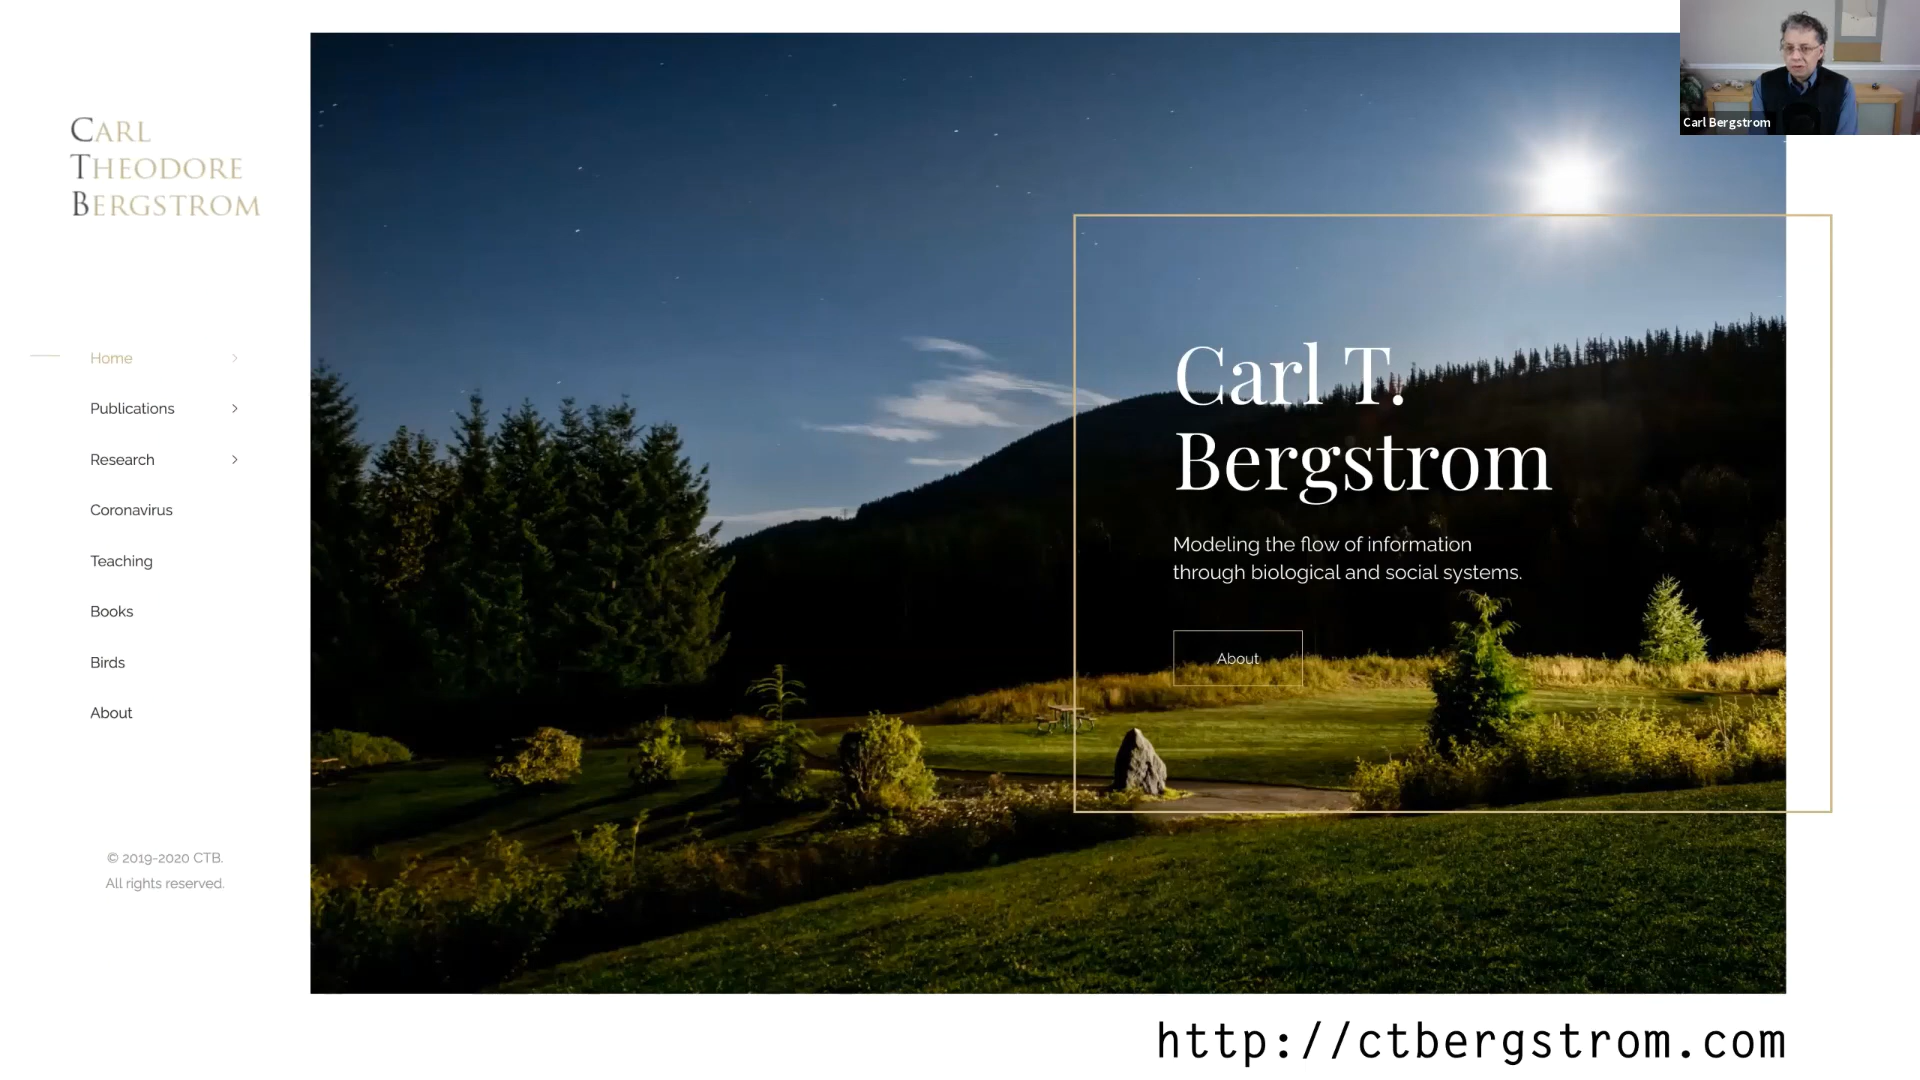 Carl Bergstrom
CARL
THEODORE
BERGSTROM
Home
Publications
Research
Coronavirus
Teaching
Books
Birds
About
© 2019-2020 CTB.
All rights reserved.
Carl T.
Bergstrom
Modeling the flow of information
through biological and social systems.
About
http://ctbergstrom.com